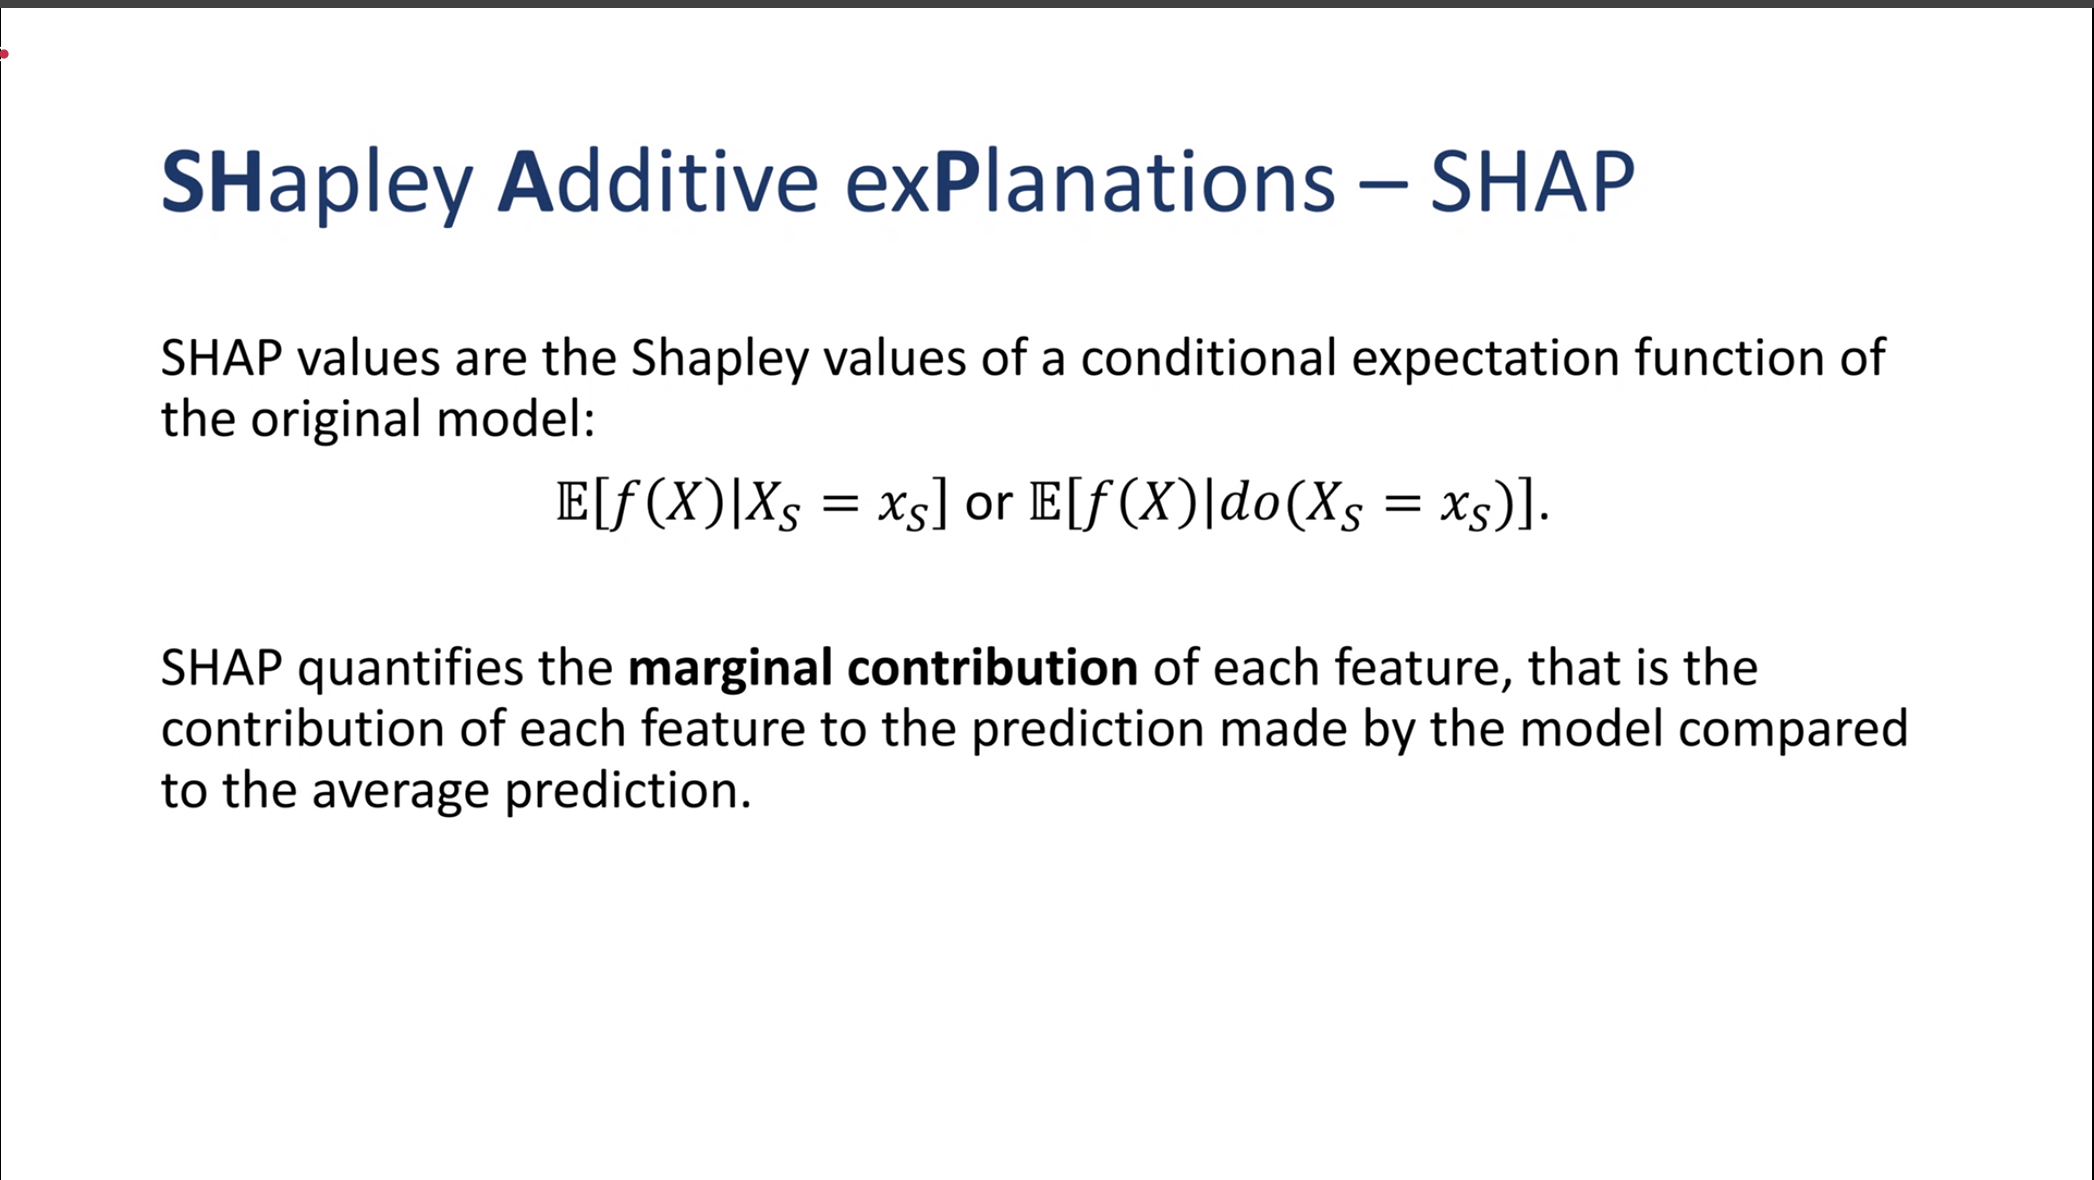 SHapley Additive exPlanations – SHAP
SHAP values are the Shapley values of a conditional expectation function of
the original model:
𝔼[f(X)|X_S = x_S] or 𝔼[f(X)|do(X_S = x_S)].
SHAP quantifies the marginal contribution of each feature, that is the
contribution of each feature to the prediction made by the model compared
to the average prediction.